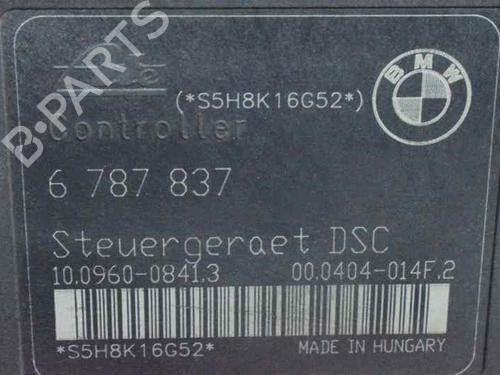 B-PARTS
BMW
(*S5H8K16G52*)
Controller
6 787 837
Steuergeraet DSC
10.0960-0841.3 00.0404-014F.2
*S5H8K16G52* MADE IN HUNGARY